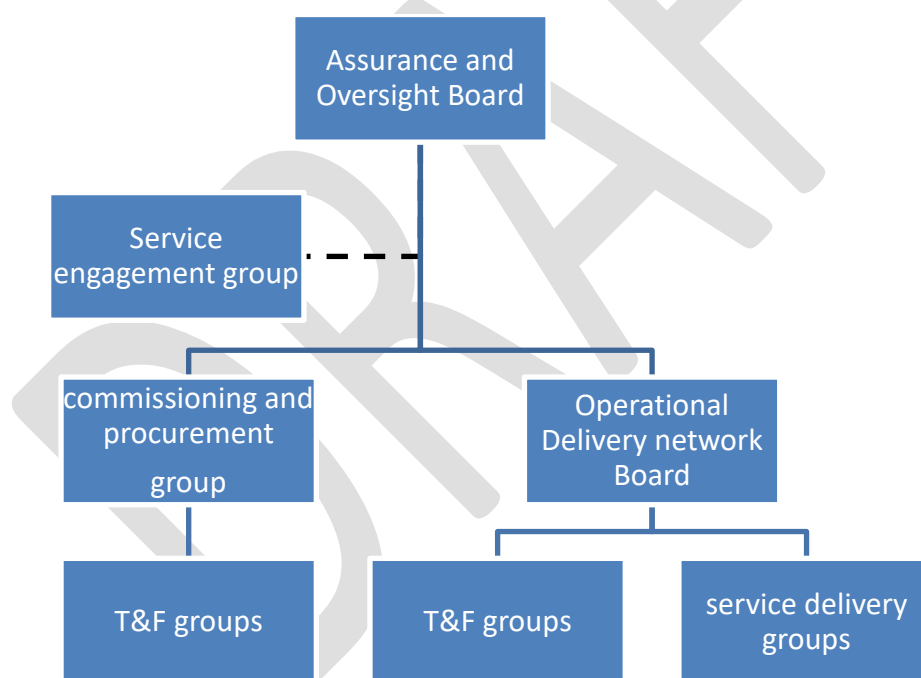 Assurance and
Oversight Board
Service
engagement group
commissioning and
procurement
group
Operational
Delivery network
Board
T&F groups
T&F groups
service delivery
groups
DRAF